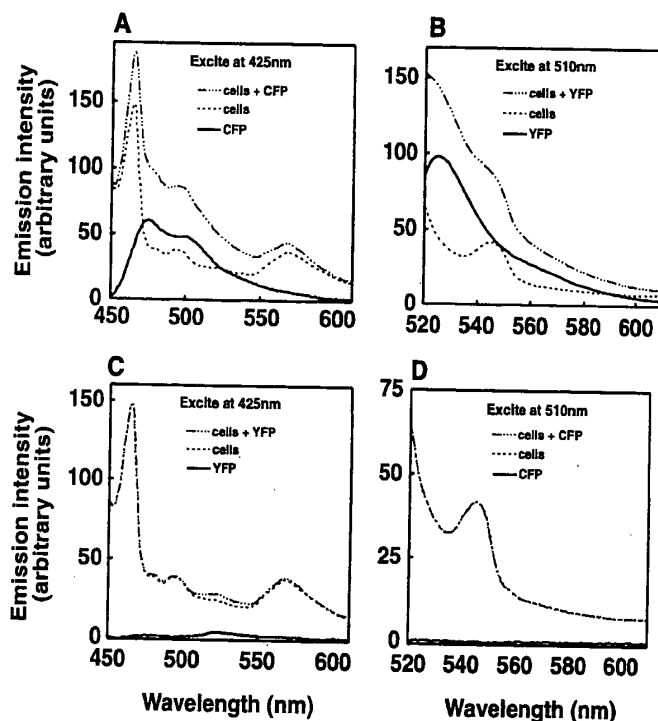 A
Excite at 425nm
cells + CFP
cells
CFP
150
100
50
0
450 500 550 600
Emission intensity
(arbitrary units)
B
Excite at 510nm
cells + YFP
cells
YFP
150
100
50
0
520 540 560 580 600
C
Excite at 425nm
cells + YFP
cells
YFP
150
100
50
0
450 500 550 600
Emission intensity
(arbitrary units)
Wavelength (nm)
D
Excite at 510nm
cells + CFP
cells
CFP
75
50
25
0
520 540 560 580 600
Wavelength (nm)